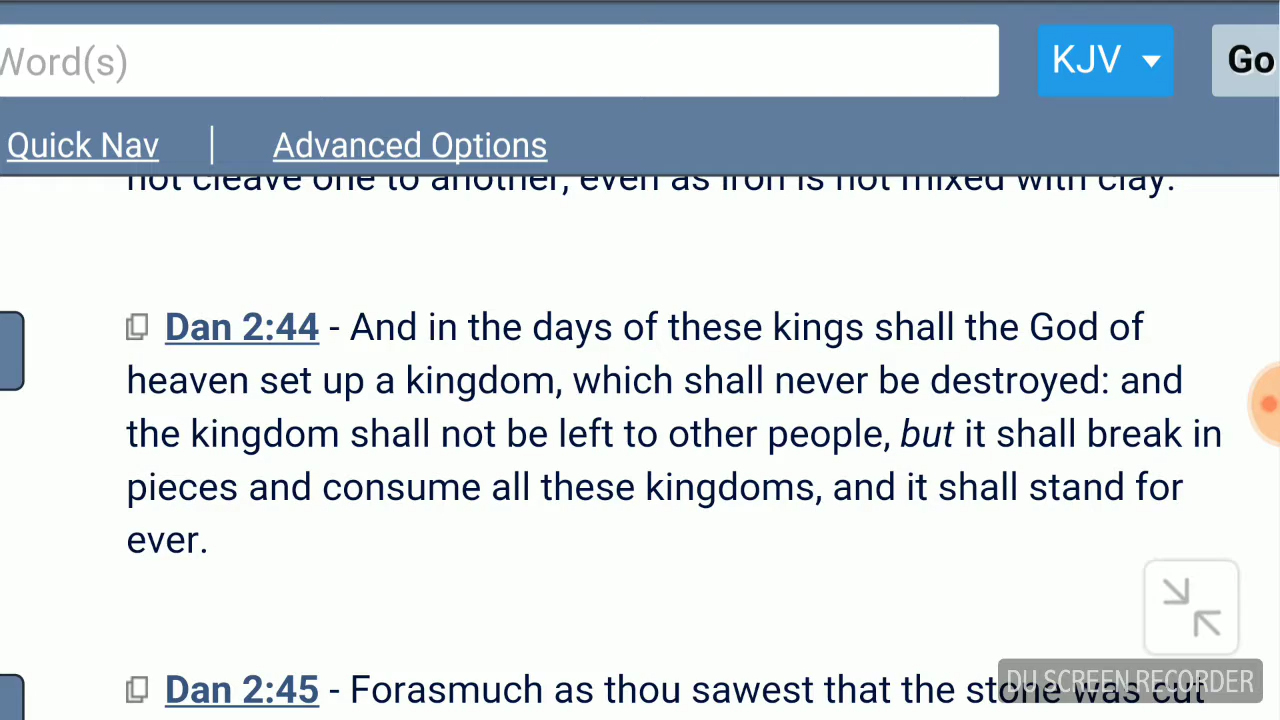 Word(s)
KJV
Go
Quick Nav | Advanced Options
not cleave one to another, even as iron is not mixed with clay.
Dan 2:44 - And in the days of these kings shall the God of
heaven set up a kingdom, which shall never be destroyed: and
the kingdom shall not be left to other people, but it shall break in
pieces and consume all these kingdoms, and it shall stand for
ever.
Dan 2:45 - Forasmuch as thou sawest that the stone was cut
DU SCREEN RECORDER